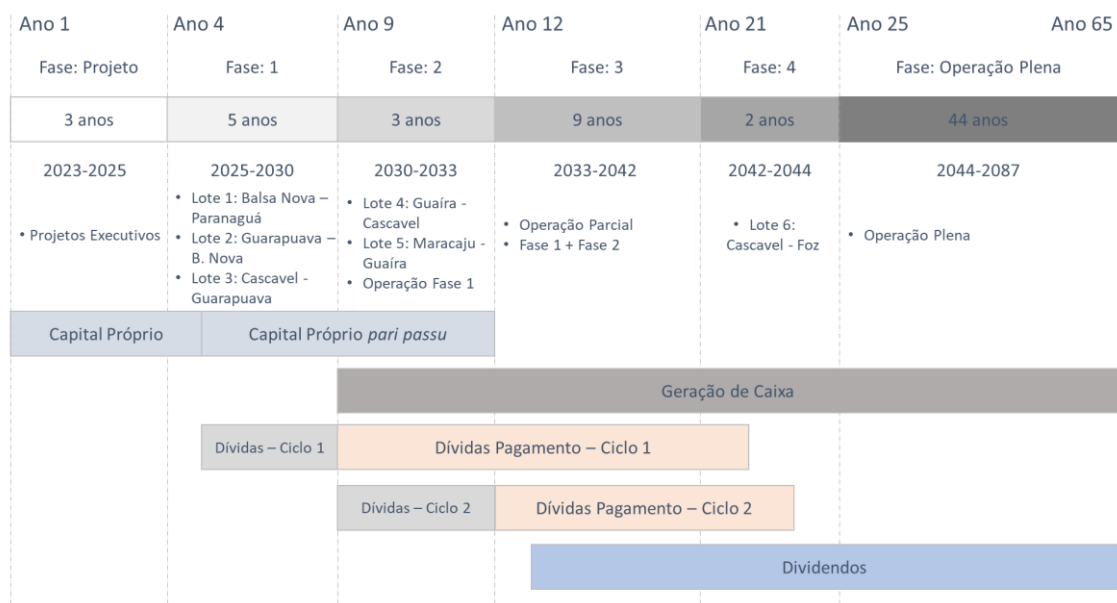 Ano 1
Ano 4
Ano 9
Ano 12
Ano 21
Ano 25
Ano 65
Fase: Projeto
Fase: 1
Fase: 2
Fase: 3
Fase: 4
Fase: Operação Plena
3 anos
5 anos
3 anos
9 anos
2 anos
44 anos
2023-2025
2025-2030
2030-2033
2033-2042
2042-2044
2044-2087
• Projetos Executivos
• Lote 1: Balsa Nova –
Paranaguá
• Lote 2: Guarapuava –
B. Nova
• Lote 3: Cascavel -
Guarapuava
• Lote 4: Guaíra -
Cascavel
• Lote 5: Maracaju -
Guaíra
• Operação Fase 1
• Operação Parcial
• Fase 1 + Fase 2
• Lote 6:
Cascavel - Foz
• Operação Plena
Capital Próprio
Capital Próprio pari passu
Geração de Caixa
Dívidas – Ciclo 1
Dívidas Pagamento – Ciclo 1
Dívidas – Ciclo 2
Dívidas Pagamento – Ciclo 2
Dividendos